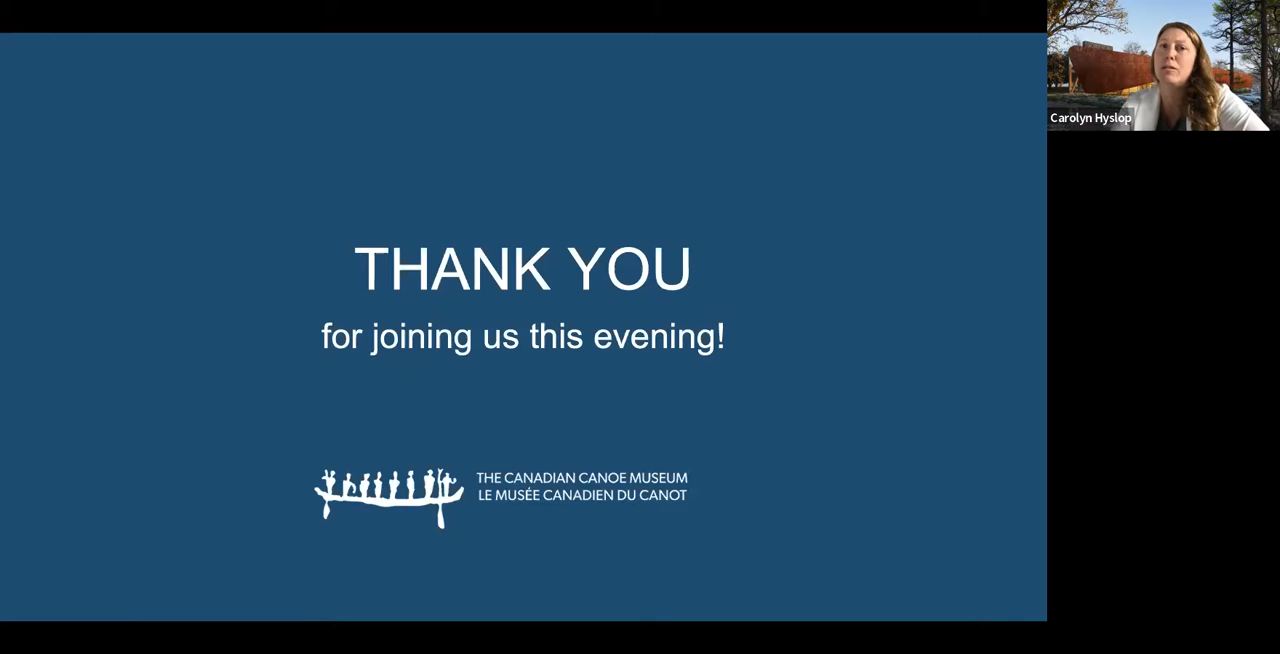 Carolyn Hyslop
THANK YOU
for joining us this evening!
THE CANADIAN CANOE MUSEUM
LE MUSÉE CANADIEN DU CANOT